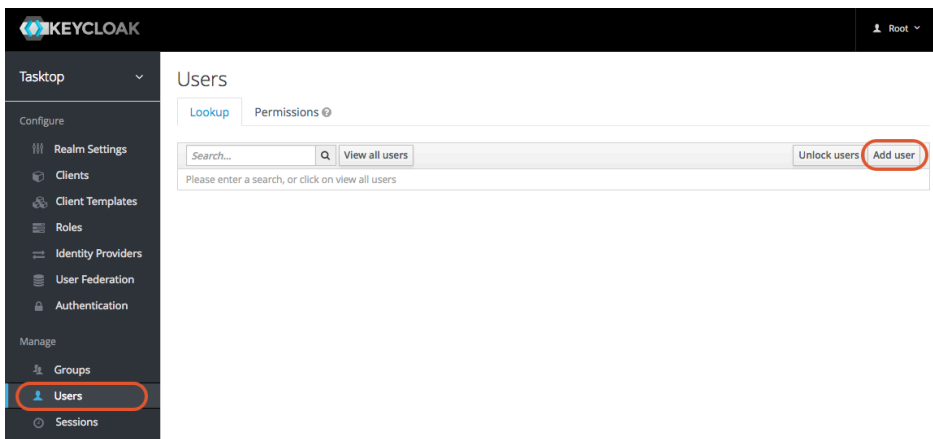 KEYCLOAK
Root
Tasktop
Configure
Realm Settings
Clients
Client Templates
Roles
Identity Providers
User Federation
Authentication
Manage
Groups
Users
Sessions
Users
Lookup Permissions
Search... View all users Unlock users Add user
Please enter a search, or click on view all users